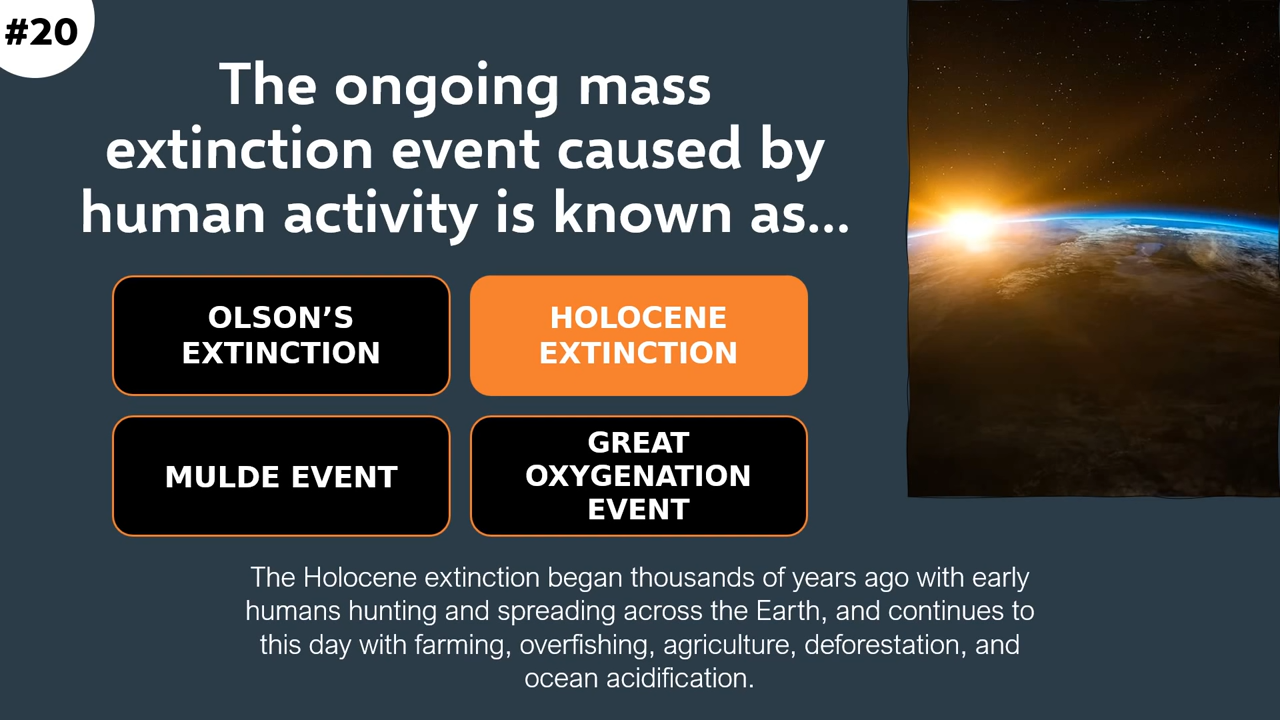 #20
The ongoing mass
extinction event caused by
human activity is known as...
OLSON’S
EXTINCTION
HOLOCENE
EXTINCTION
MULDE EVENT
GREAT
OXYGENATION
EVENT
The Holocene extinction began thousands of years ago with early
humans hunting and spreading across the Earth, and continues to
this day with farming, overfishing, agriculture, deforestation, and
ocean acidification.